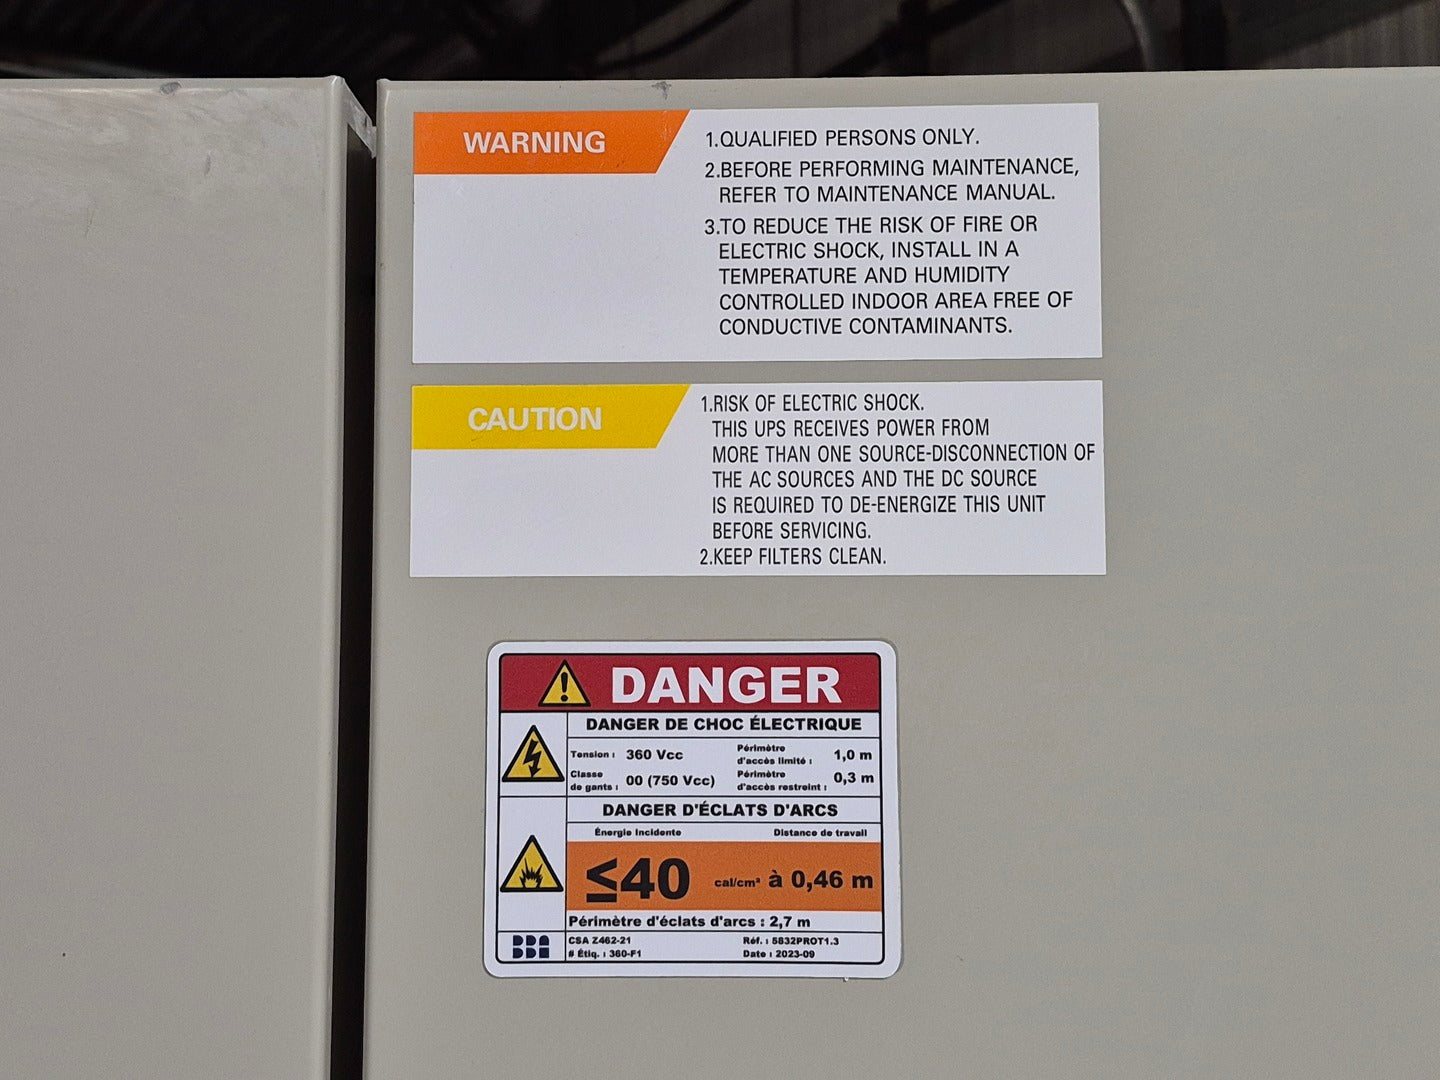 WARNING
1.QUALIFIED PERSONS ONLY.
2.BEFORE PERFORMING MAINTENANCE,
REFER TO MAINTENANCE MANUAL.
3.TO REDUCE THE RISK OF FIRE OR
ELECTRIC SHOCK, INSTALL IN A
TEMPERATURE AND HUMIDITY
CONTROLLED INDOOR AREA FREE OF
CONDUCTIVE CONTAMINANTS.
CAUTION
1.RISK OF ELECTRIC SHOCK.
THIS UPS RECEIVES POWER FROM
MORE THAN ONE SOURCE-DISCONNECTION OF
THE AC SOURCES AND THE DC SOURCE
IS REQUIRED TO DE-ENERGIZE THIS UNIT
BEFORE SERVICING.
2.KEEP FILTERS CLEAN.
DANGER
DANGER DE CHOC ÉLECTRIQUE
Tension : 360 Vcc
Classe
de gants : 00 (750 Vcc)
Périmètre
d'accès limité : 1,0 m
Périmètre
d'accès restreint : 0,3 m
DANGER D'ÉCLATS D'ARCS
Énergie Incidente Distance de travail
≤40 cal/cm² à 0,46 m
Périmètre d'éclats d'arcs : 2,7 m
BBA
CSA Z462-21 Réf. : 5832PROT1.3
# Étiq. : 360-F1 Date : 2023-09